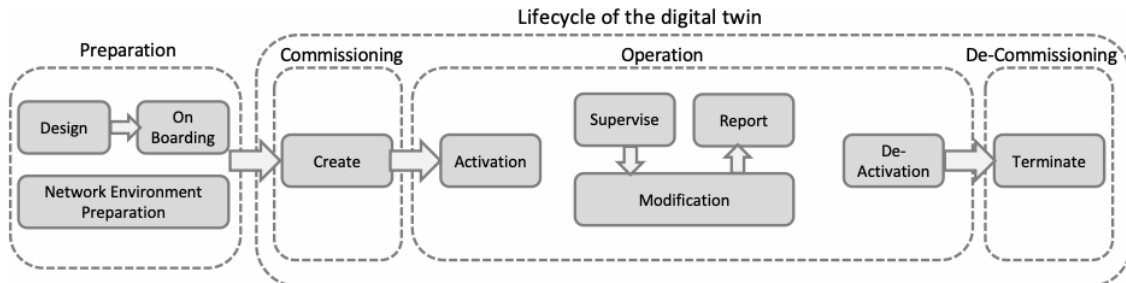 Lifecycle of the digital twin
Preparation
Commissioning
Operation
De-Commissioning
Design
On
Boarding
Network Environment
Preparation
Create
Activation
Supervise
Report
Modification
De-
Activation
Terminate